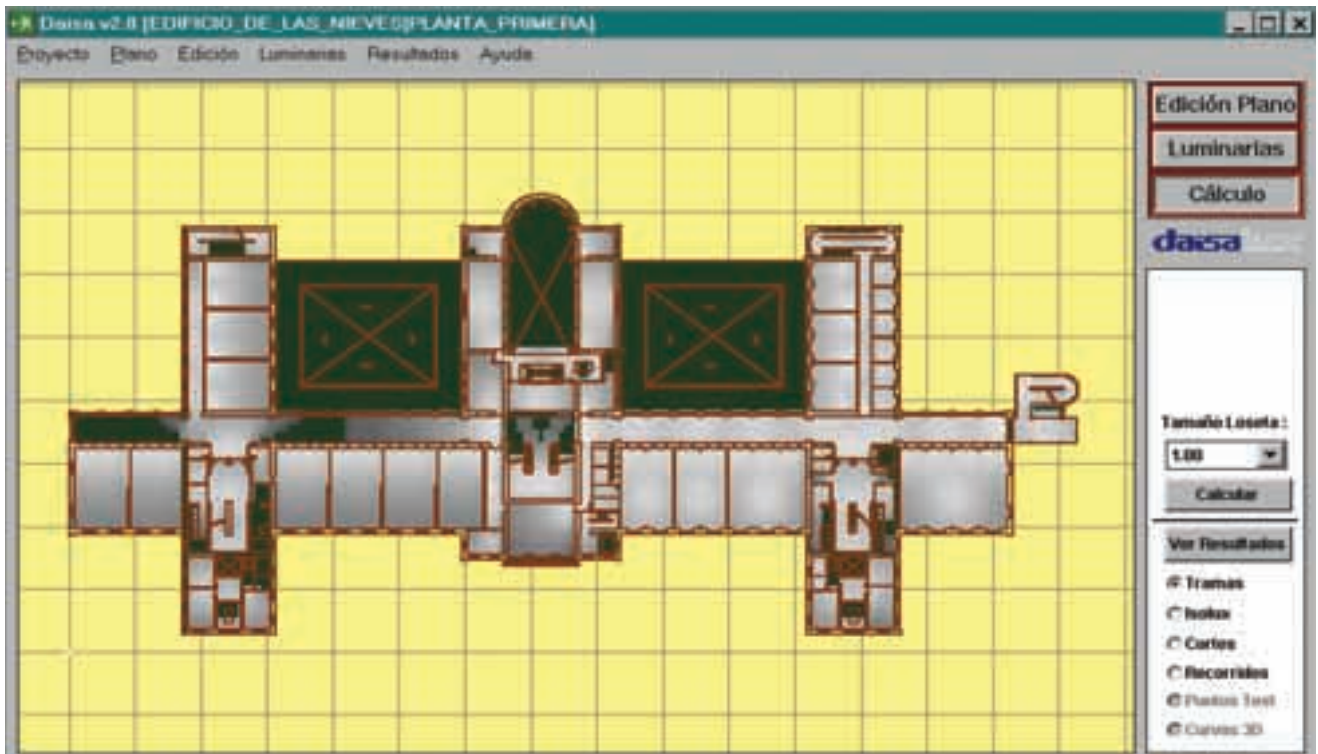 Daisa v2.0 [EDIFICIO_DE_LAS_NIEVES|PLANTA_PRIMERA]
Proyecto Plano Edición Luminarias Resultados Ayuda
Edición Plano
Luminarias
Cálculo
daisa
Tamaño Loseta :
1.00
Calcular
Ver Resultados
Tramas
Isolux
Cortes
Recorridos
Puntos Test
Curvas 3D